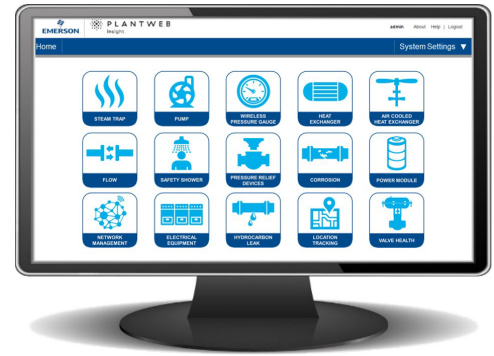 EMERSON
PLANTWEB
Insight
admin About Help | Logout
Home
System Settings ▼
STEAM TRAP
PUMP
WIRELESS
PRESSURE GAUGE
HEAT
EXCHANGER
AIR COOLED
HEAT EXCHANGER
FLOW
SAFETY SHOWER
PRESSURE RELIEF
DEVICES
CORROSION
POWER MODULE
NETWORK
MANAGEMENT
ELECTRICAL
EQUIPMENT
HYDROCARBON
LEAK
LOCATION
TRACKING
VALVE HEALTH